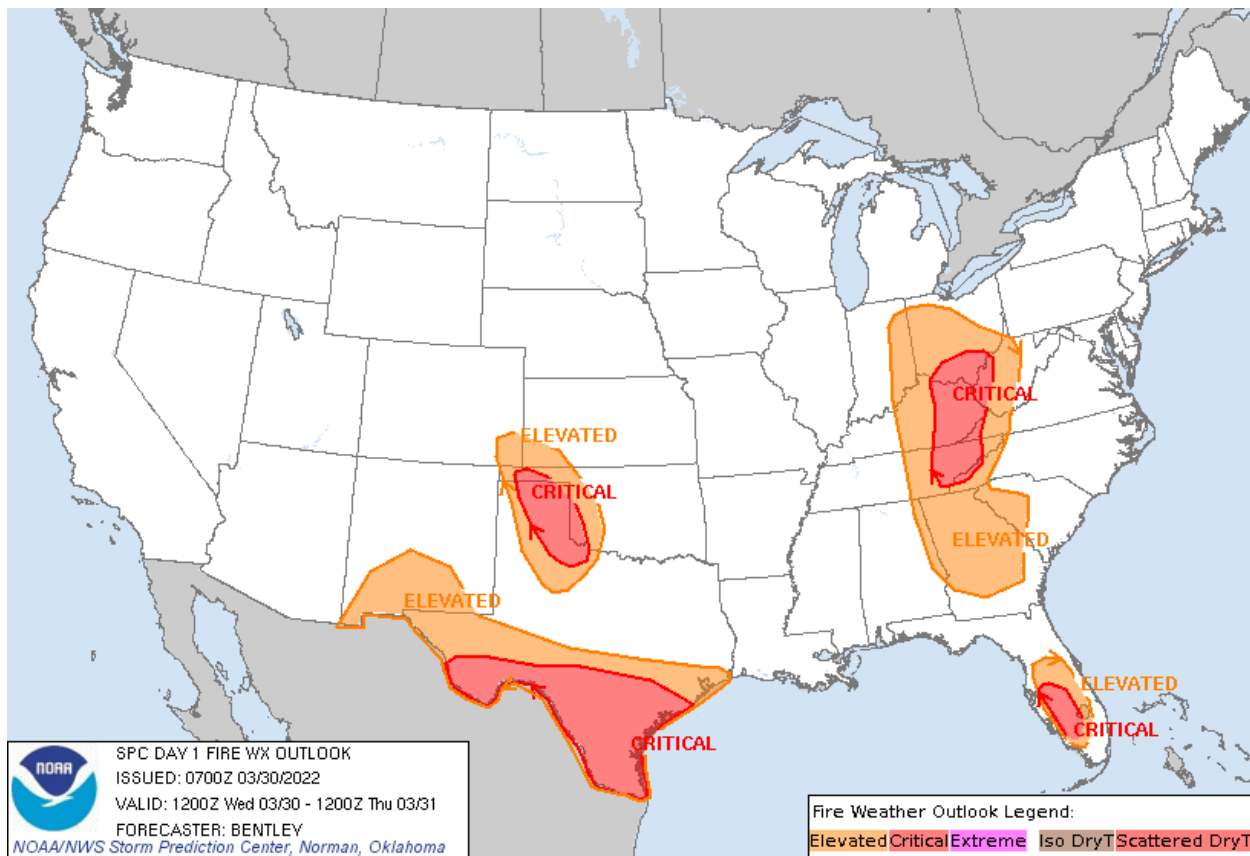 CRITICAL
ELEVATED
CRITICAL
ELEVATED
ELEVATED
ELEVATED
CRITICAL
CRITICAL
NOAA
SPC DAY 1 FIRE WX OUTLOOK
ISSUED: 0700Z 03/30/2022
VALID: 1200Z Wed 03/30 - 1200Z Thu 03/31
FORECASTER: BENTLEY
NOAA/NWS Storm Prediction Center, Norman, Oklahoma
Fire Weather Outlook Legend:
Elevated Critical Extreme Iso DryT Scattered DryT